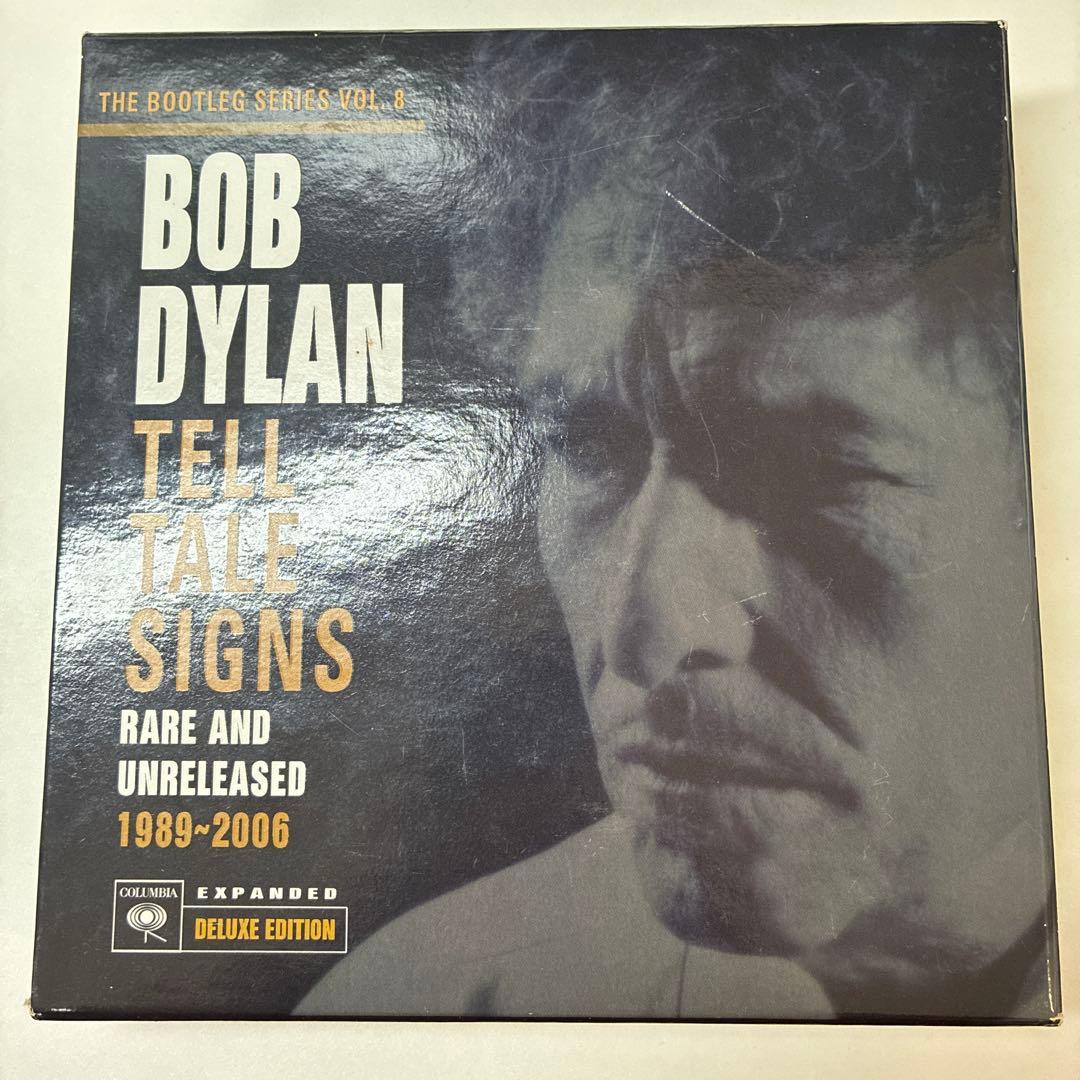 THE BOOTLEG SERIES VOL. 8
BOB
DYLAN
TELL
TALE
SIGNS
RARE AND
UNRELEASED
1989~2006
COLUMBIA
EXPANDED
DELUXE EDITION